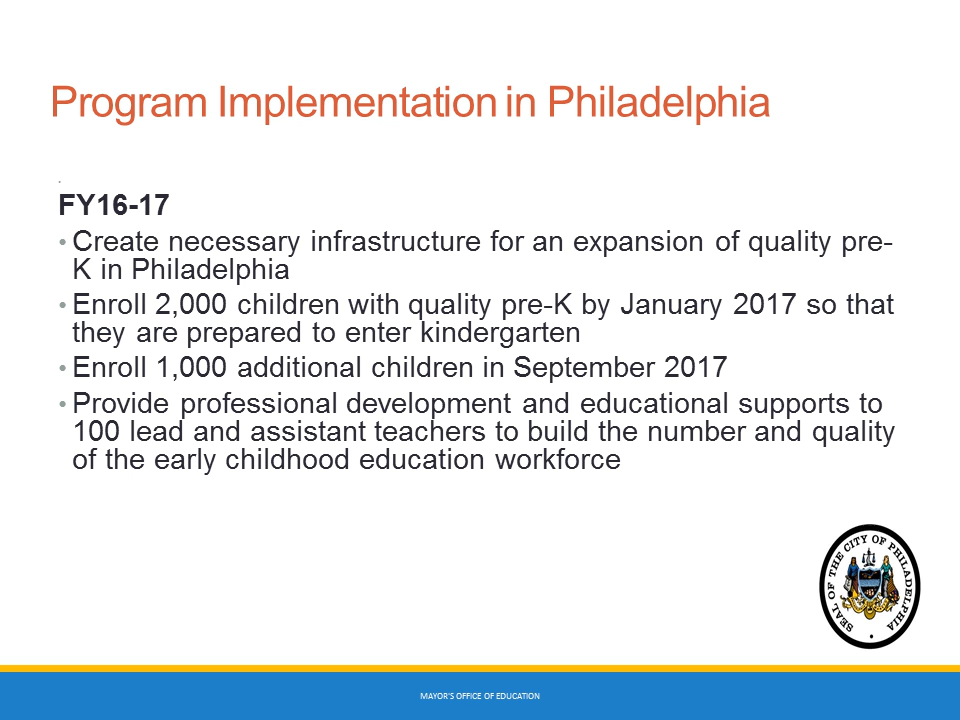 Program Implementation in Philadelphia
FY16-17
• Create necessary infrastructure for an expansion of quality pre-
K in Philadelphia
• Enroll 2,000 children with quality pre-K by January 2017 so that
they are prepared to enter kindergarten
• Enroll 1,000 additional children in September 2017
• Provide professional development and educational supports to
100 lead and assistant teachers to build the number and quality
of the early childhood education workforce
SEAL OF THE CITY OF PHILADELPHIA
MAYOR'S OFFICE OF EDUCATION